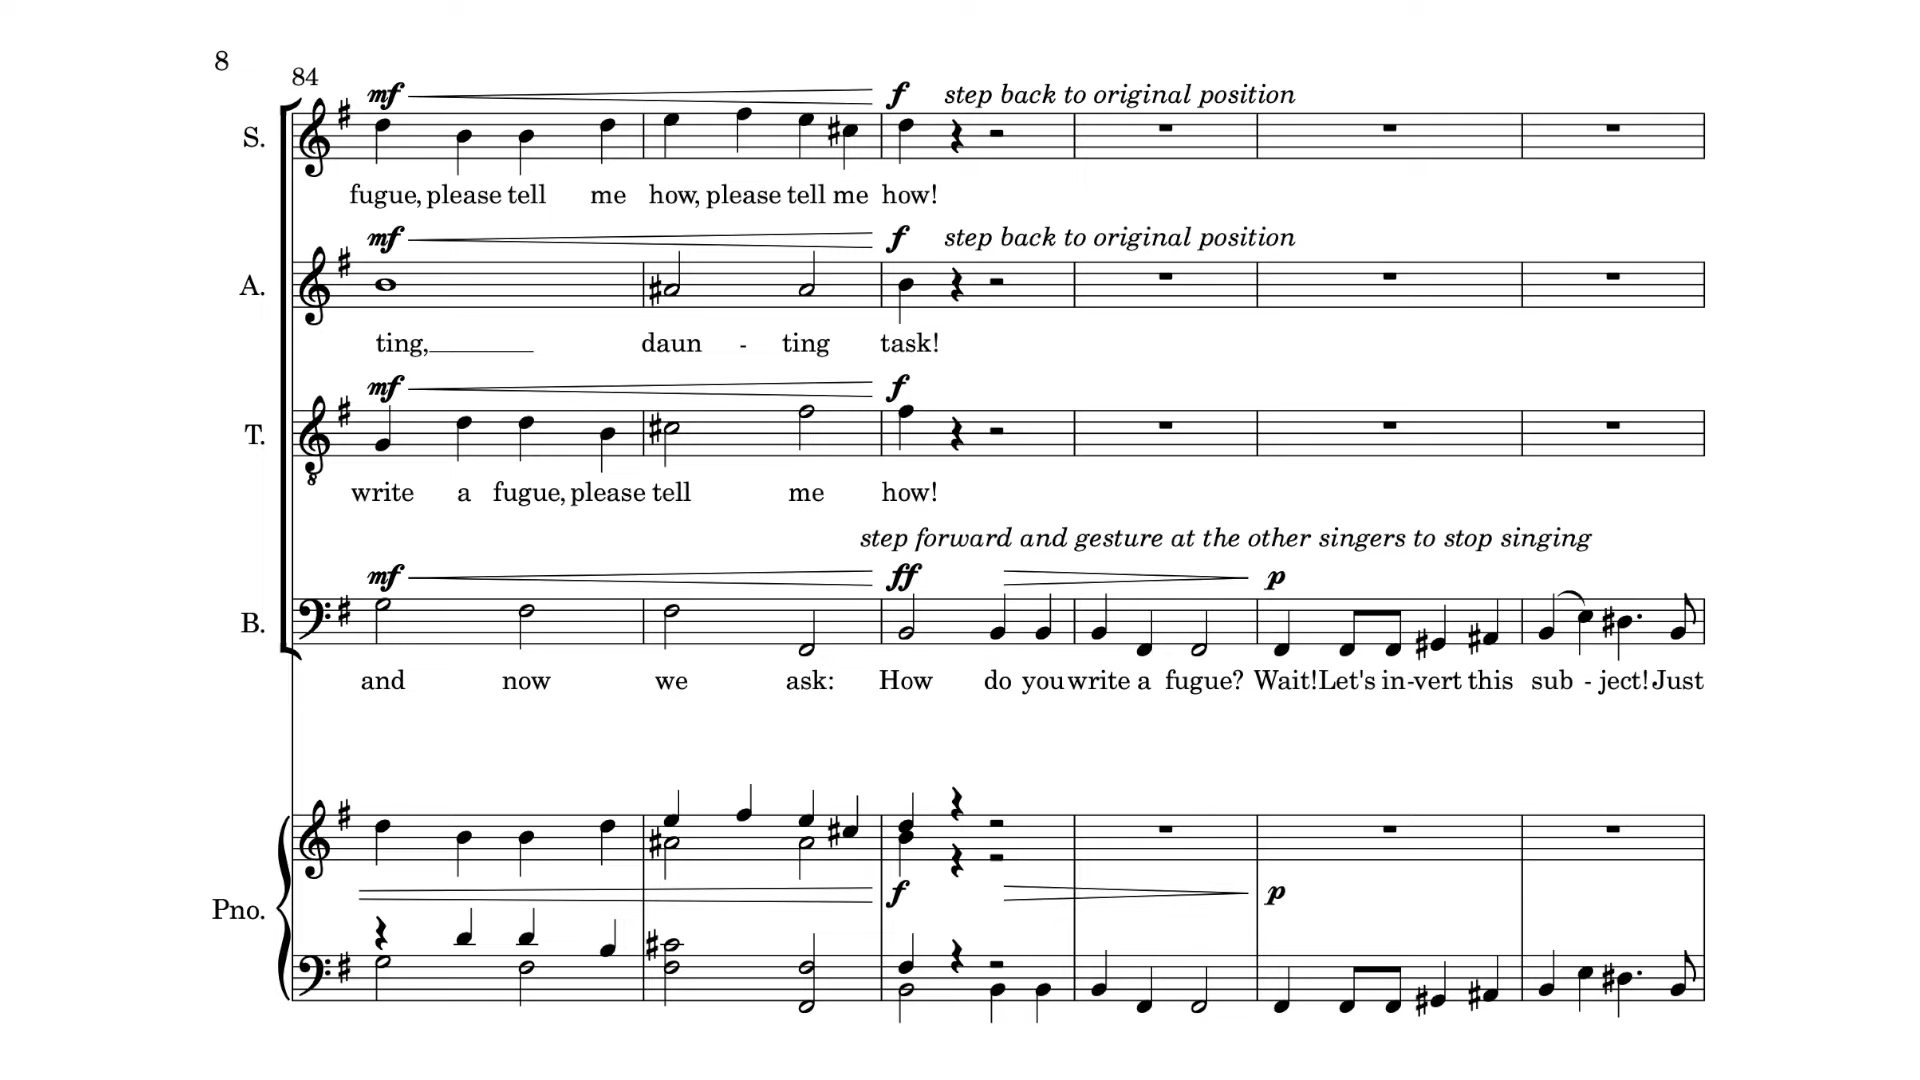 8
84
mf f step back to original position
S.
fugue, please tell me how, please tell me how!
mf f step back to original position
A.
ting, daun - ting task!
mf f
T.
write a fugue, please tell me how!
step forward and gesture at the other singers to stop singing
mf ff p
B.
and now we ask: How do you write a fugue? Wait! Let's in-vert this sub - ject! Just
f p
Pno.